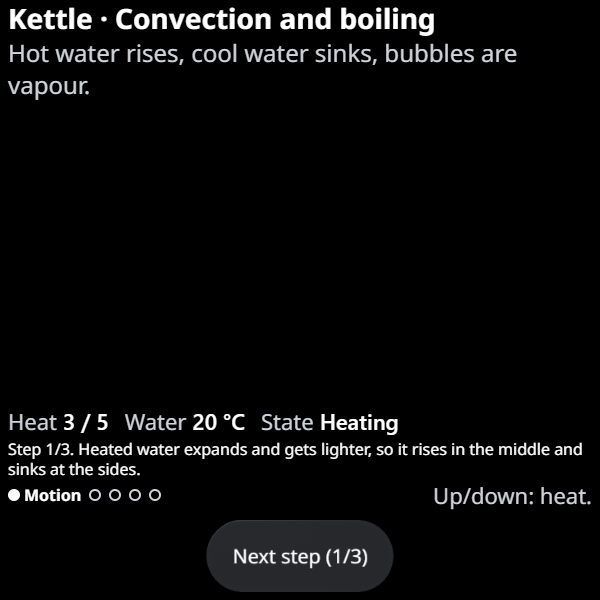 Kettle · Convection and boiling
Hot water rises, cool water sinks, bubbles are
vapour.
Heat 3 / 5 Water 20 °C State Heating
Step 1/3. Heated water expands and gets lighter, so it rises in the middle and
sinks at the sides.
Motion
Up/down: heat.
Next step (1/3)